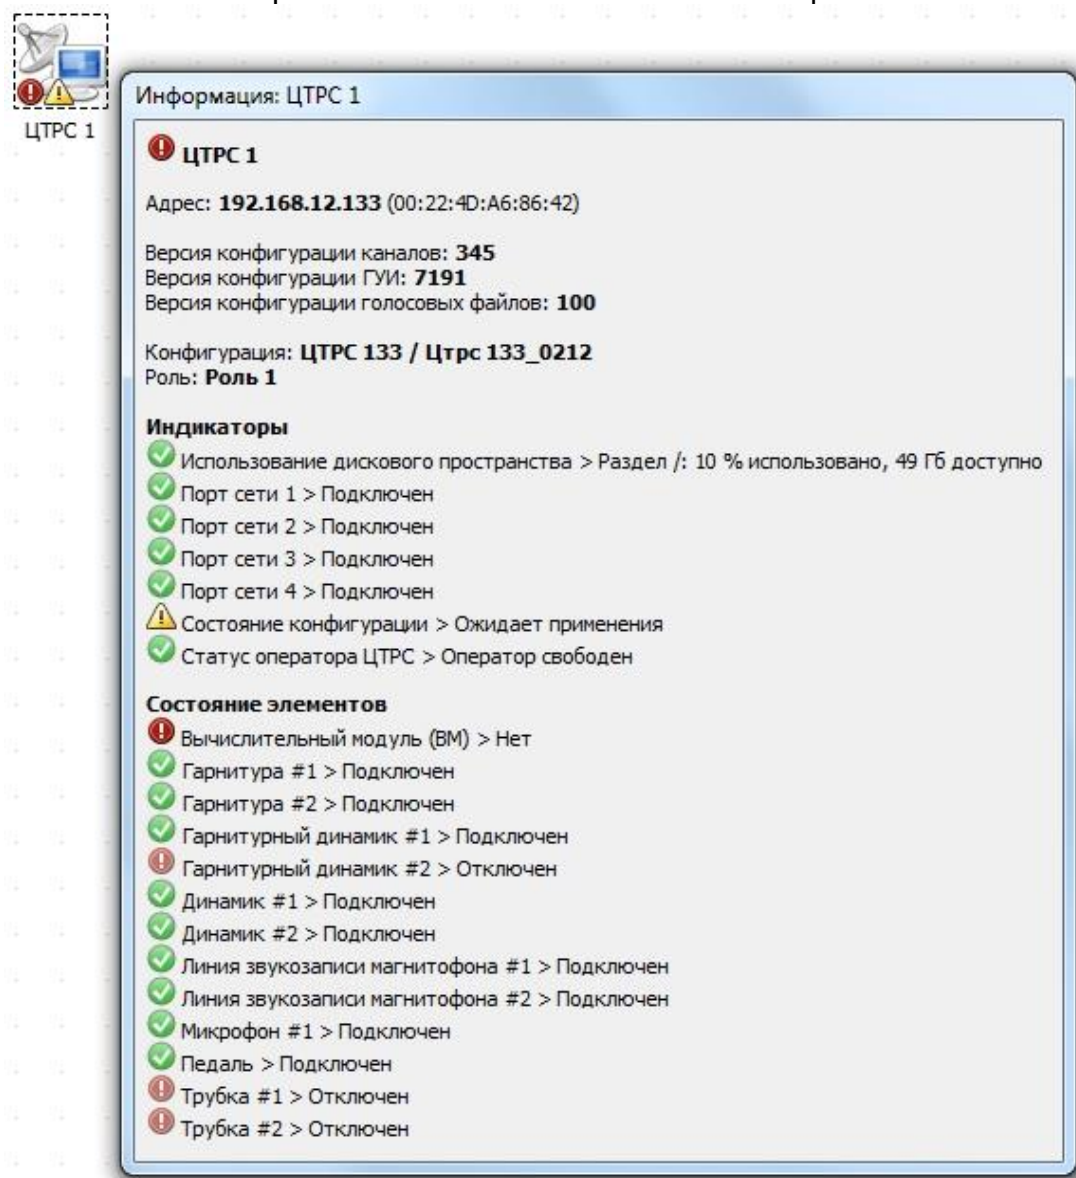 ЦТРС 1
Информация: ЦТРС 1
ЦТРС 1
Адрес: 192.168.12.133 (00:22:4D:A6:86:42)
Версия конфигурации каналов: 345
Версия конфигурации ГУИ: 7191
Версия конфигурации голосовых файлов: 100
Конфигурация: ЦТРС 133 / Цтрс 133_0212
Роль: Роль 1
Индикаторы
Использование дискового пространства > Раздел /: 10 % использовано, 49 Гб доступно
Порт сети 1 > Подключен
Порт сети 2 > Подключен
Порт сети 3 > Подключен
Порт сети 4 > Подключен
Состояние конфигурации > Ожидает применения
Статус оператора ЦТРС > Оператор свободен
Состояние элементов
Вычислительный модуль (ВМ) > Нет
Гарнитура #1 > Подключен
Гарнитура #2 > Подключен
Гарнитурный динамик #1 > Подключен
Гарнитурный динамик #2 > Отключен
Динамик #1 > Подключен
Динамик #2 > Подключен
Линия звукозаписи магнитофона #1 > Подключен
Линия звукозаписи магнитофона #2 > Подключен
Микрофон #1 > Подключен
Педаль > Подключен
Трубка #1 > Отключен
Трубка #2 > Отключен